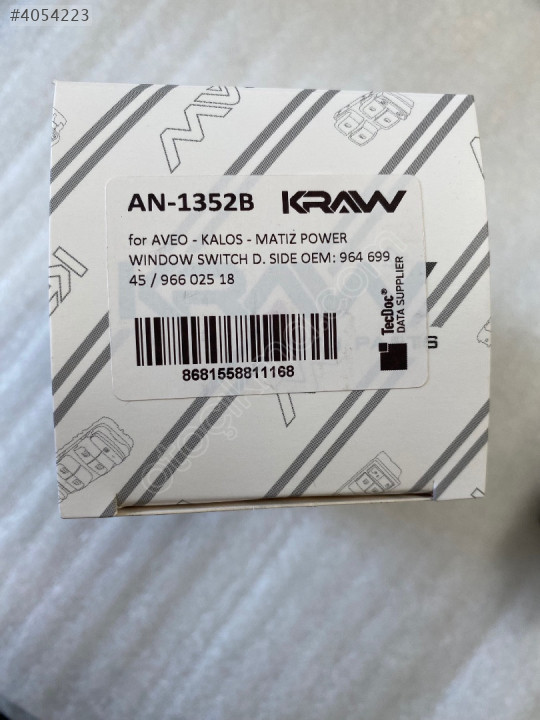 #4054223
AN-1352B KRAW
for AVEO - KALOS - MATIZ POWER
WINDOW SWITCH D. SIDE OEM: 964 699
45 / 966 025 18
8681558811168
TecDoc®
DATA SUPPLIER
PARTS